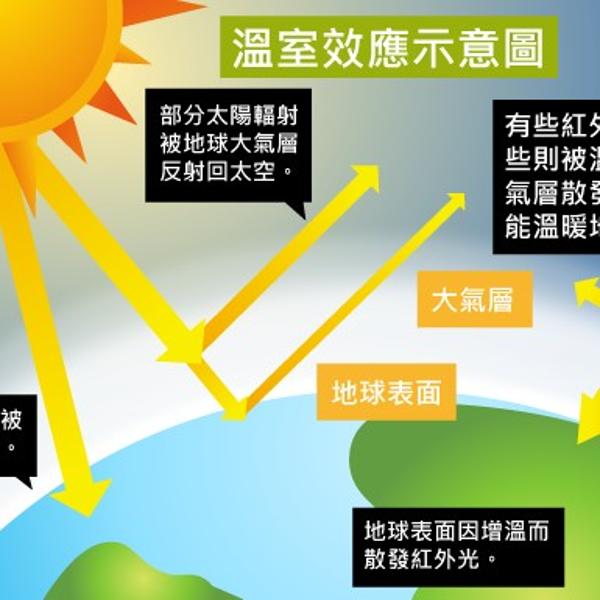 溫室效應示意圖
部分太陽輻射
被地球大氣層
反射回太空。
有些紅外
些則被溫
氣層散發
能溫暖地
大氣層
地球表面
被
。
地球表面因增溫而
散發紅外光。